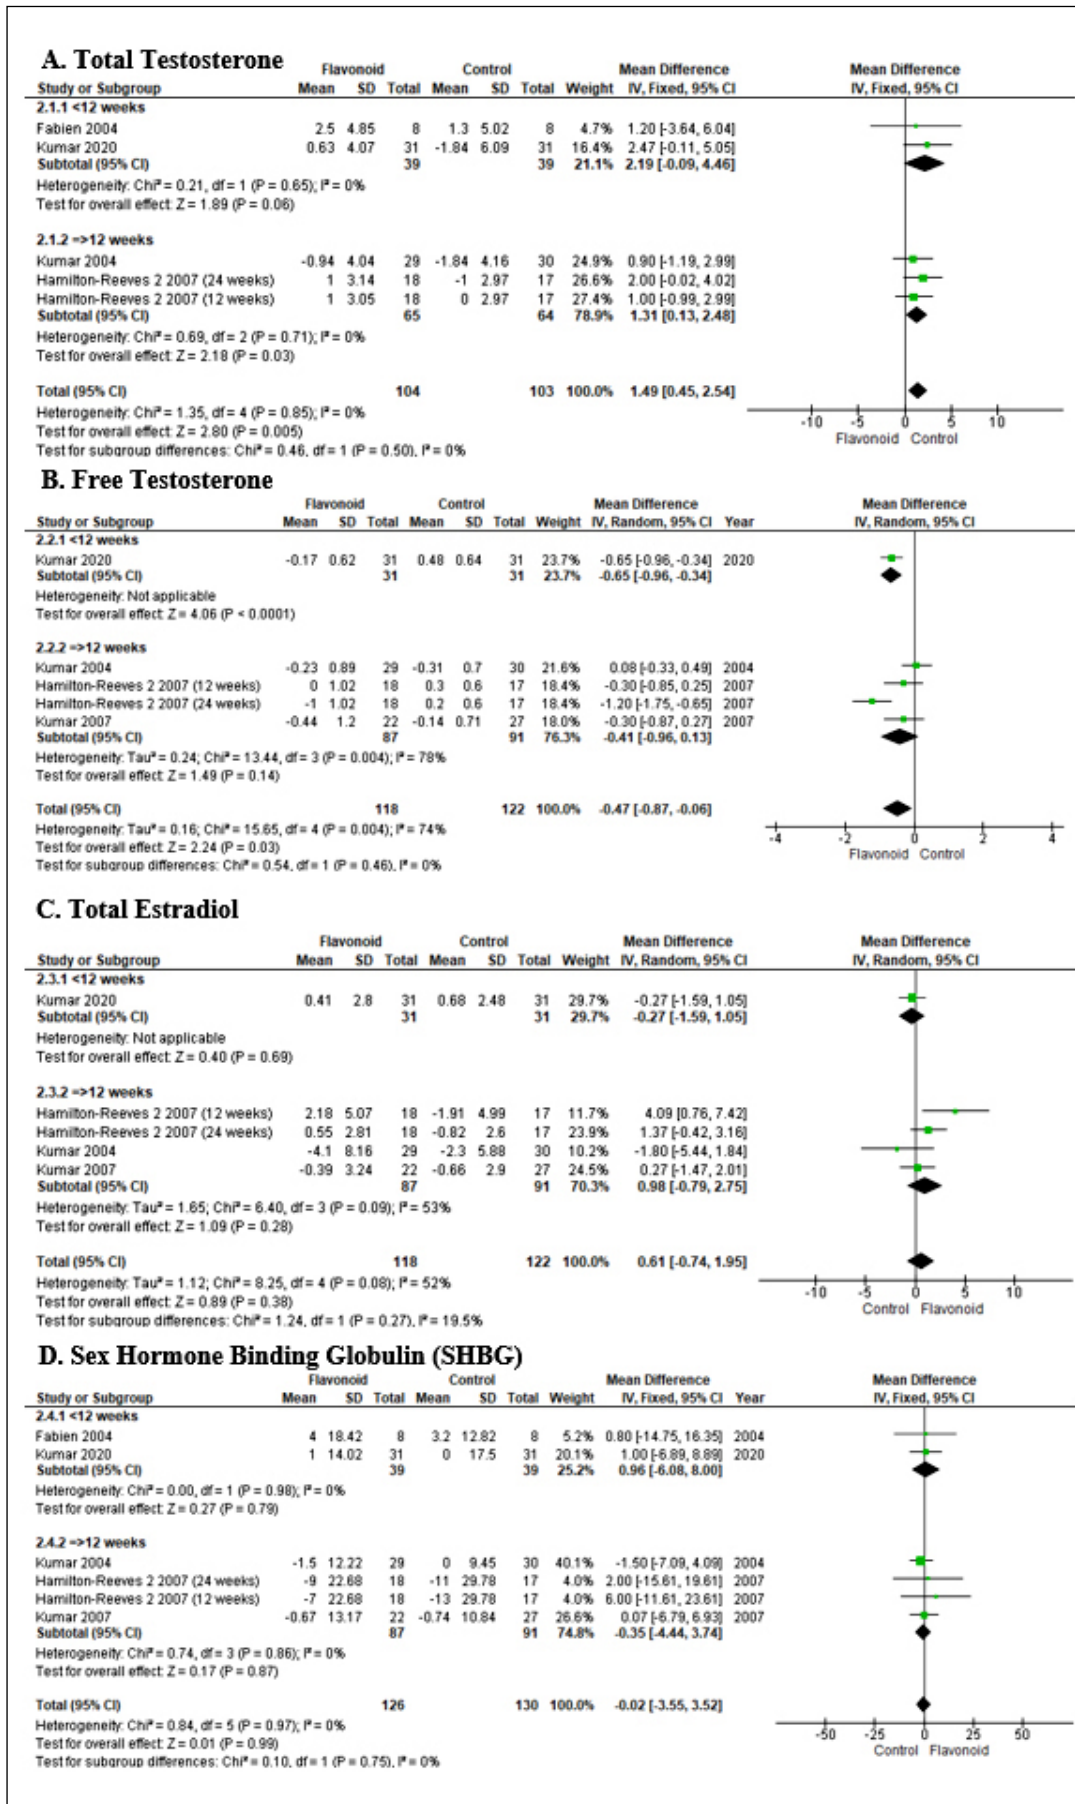 A. Total Testosterone
Flavonoid Control Mean Difference Mean Difference
Study or Subgroup Mean SD Total Mean SD Total Weight IV, Fixed, 95% CI IV, Fixed, 95% CI
2.1.1 <12 weeks
Fabien 2004 2.5 4.85 8 1.3 5.02 8 4.7% 1.20 [-3.64, 6.04]
Kumar 2020 0.63 4.07 31 -1.84 6.09 31 16.4% 2.47 [-0.11, 5.05]
Subtotal (95% CI) 39 39 21.1% 2.19 [-0.09, 4.46]
Heterogeneity: Chi² = 0.21, df = 1 (P = 0.65); I² = 0%
Test for overall effect: Z = 1.89 (P = 0.06)
2.1.2 =>12 weeks
Kumar 2004 -0.94 4.04 29 -1.84 4.16 30 24.9% 0.90 [-1.19, 2.99]
Hamilton-Reeves 2 2007 (24 weeks) 1 3.14 18 -1 2.97 17 26.6% 2.00 [-0.02, 4.02]
Hamilton-Reeves 2 2007 (12 weeks) 1 3.05 18 0 2.97 17 27.4% 1.00 [-0.99, 2.99]
Subtotal (95% CI) 65 64 78.9% 1.31 [0.13, 2.48]
Heterogeneity: Chi² = 0.69, df = 2 (P = 0.71); I² = 0%
Test for overall effect: Z = 2.18 (P = 0.03)
Total (95% CI) 104 103 100.0% 1.49 [0.45, 2.54]
Heterogeneity: Chi² = 1.35, df = 4 (P = 0.85); I² = 0%
Test for overall effect: Z = 2.80 (P = 0.005)
Test for subgroup differences: Chi² = 0.46, df = 1 (P = 0.50), I² = 0%
-10 -5 0 5 10
Flavonoid Control
B. Free Testosterone
Flavonoid Control Mean Difference Mean Difference
Study or Subgroup Mean SD Total Mean SD Total Weight IV, Random, 95% CI Year IV, Random, 95% CI
2.2.1 <12 weeks
Kumar 2020 -0.17 0.62 31 0.48 0.64 31 23.7% -0.65 [-0.96, -0.34] 2020
Subtotal (95% CI) 31 31 23.7% -0.65 [-0.96, -0.34]
Heterogeneity: Not applicable
Test for overall effect: Z = 4.06 (P < 0.0001)
2.2.2 =>12 weeks
Kumar 2004 -0.23 0.89 29 -0.31 0.7 30 21.6% 0.08 [-0.33, 0.49] 2004
Hamilton-Reeves 2 2007 (12 weeks) 0 1.02 18 0.3 0.6 17 18.4% -0.30 [-0.85, 0.25] 2007
Hamilton-Reeves 2 2007 (24 weeks) -1 1.02 18 0.2 0.6 17 18.4% -1.20 [-1.75, -0.65] 2007
Kumar 2007 -0.44 1.2 22 -0.14 0.71 27 18.0% -0.30 [-0.87, 0.27] 2007
Subtotal (95% CI) 87 91 76.3% -0.41 [-0.96, 0.13]
Heterogeneity: Tau² = 0.24; Chi² = 13.44, df = 3 (P = 0.004); I² = 78%
Test for overall effect: Z = 1.49 (P = 0.14)
Total (95% CI) 118 122 100.0% -0.47 [-0.87, -0.06]
Heterogeneity: Tau² = 0.16; Chi² = 15.65, df = 4 (P = 0.004); I² = 74%
Test for overall effect: Z = 2.24 (P = 0.03)
Test for subgroup differences: Chi² = 0.54, df = 1 (P = 0.46), I² = 0%
-4 -2 0 2 4
Flavonoid Control
C. Total Estradiol
Flavonoid Control Mean Difference Mean Difference
Study or Subgroup Mean SD Total Mean SD Total Weight IV, Random, 95% CI IV, Random, 95% CI
2.3.1 <12 weeks
Kumar 2020 0.41 2.8 31 0.68 2.48 31 29.7% -0.27 [-1.59, 1.05]
Subtotal (95% CI) 31 31 29.7% -0.27 [-1.59, 1.05]
Heterogeneity: Not applicable
Test for overall effect: Z = 0.40 (P = 0.69)
2.3.2 =>12 weeks
Hamilton-Reeves 2 2007 (12 weeks) 2.18 5.07 18 -1.91 4.99 17 11.7% 4.09 [0.76, 7.42]
Hamilton-Reeves 2 2007 (24 weeks) 0.55 2.81 18 -0.82 2.6 17 23.9% 1.37 [-0.42, 3.16]
Kumar 2004 -4.1 8.16 29 -2.3 5.88 30 10.2% -1.80 [-5.44, 1.84]
Kumar 2007 -0.39 3.24 22 -0.66 2.9 27 24.5% 0.27 [-1.47, 2.01]
Subtotal (95% CI) 87 91 70.3% 0.98 [-0.79, 2.75]
Heterogeneity: Tau² = 1.65; Chi² = 6.40, df = 3 (P = 0.09); I² = 53%
Test for overall effect: Z = 1.09 (P = 0.28)
Total (95% CI) 118 122 100.0% 0.61 [-0.74, 1.95]
Heterogeneity: Tau² = 1.12; Chi² = 8.25, df = 4 (P = 0.08); I² = 52%
Test for overall effect: Z = 0.89 (P = 0.38)
Test for subgroup differences: Chi² = 1.24, df = 1 (P = 0.27), I² = 19.5%
-10 -5 0 5 10
Control Flavonoid
D. Sex Hormone Binding Globulin (SHBG)
Flavonoid Control Mean Difference Mean Difference
Study or Subgroup Mean SD Total Mean SD Total Weight IV, Fixed, 95% CI Year IV, Fixed, 95% CI
2.4.1 <12 weeks
Fabien 2004 4 18.42 8 3.2 12.82 8 5.2% 0.80 [-14.75, 16.35] 2004
Kumar 2020 1 14.02 31 0 17.5 31 20.1% 1.00 [-6.89, 8.89] 2020
Subtotal (95% CI) 39 39 25.2% 0.96 [-6.08, 8.00]
Heterogeneity: Chi² = 0.00, df = 1 (P = 0.98); I² = 0%
Test for overall effect: Z = 0.27 (P = 0.79)
2.4.2 =>12 weeks
Kumar 2004 -1.5 12.22 29 0 9.45 30 40.1% -1.50 [-7.09, 4.09] 2004
Hamilton-Reeves 2 2007 (24 weeks) -9 22.68 18 -11 29.78 17 4.0% 2.00 [-15.61, 19.61] 2007
Hamilton-Reeves 2 2007 (12 weeks) -7 22.68 18 -13 29.78 17 4.0% 6.00 [-11.61, 23.61] 2007
Kumar 2007 -0.67 13.17 22 -0.74 10.84 27 26.6% 0.07 [-6.79, 6.93] 2007
Subtotal (95% CI) 87 91 74.8% -0.35 [-4.44, 3.74]
Heterogeneity: Chi² = 0.74, df = 3 (P = 0.86); I² = 0%
Test for overall effect: Z = 0.17 (P = 0.87)
Total (95% CI) 126 130 100.0% -0.02 [-3.55, 3.52]
Heterogeneity: Chi² = 0.84, df = 5 (P = 0.97); I² = 0%
Test for overall effect: Z = 0.01 (P = 0.99)
Test for subgroup differences: Chi² = 0.10, df = 1 (P = 0.75), I² = 0%
-50 -25 0 25 50
Control Flavonoid